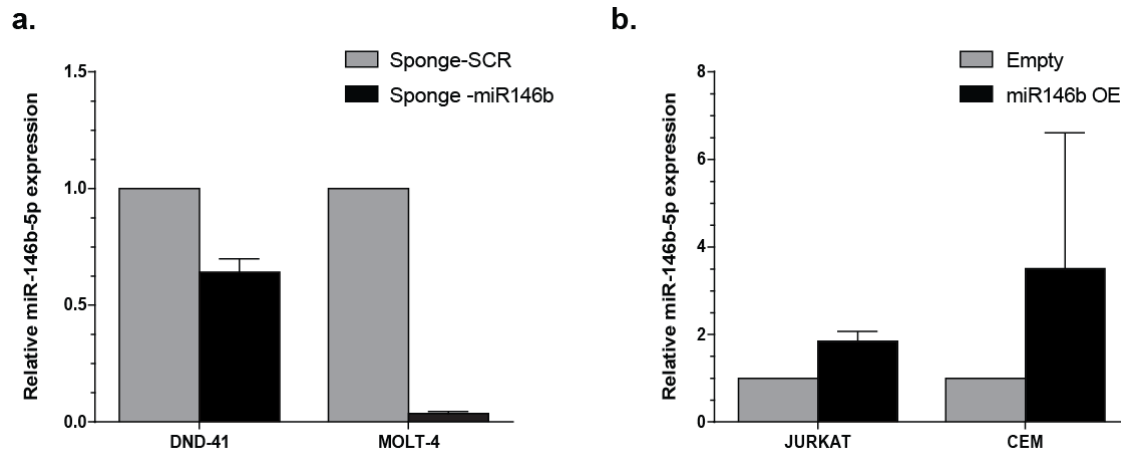 a.
Sponge-SCR
Sponge -miR146b
Relative miR-146b-5p expression
1.5
1.0
0.5
0.0
DND-41
MOLT-4
b.
Empty
miR146b OE
Relative miR-146b-5p expression
8
6
4
2
0
JURKAT
CEM